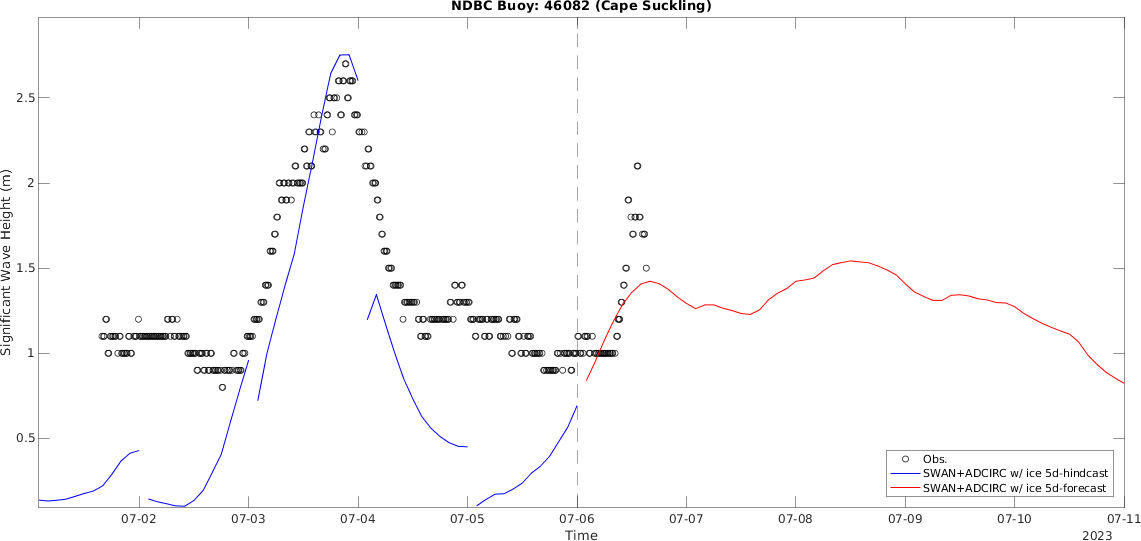 NDBC Buoy: 46082 (Cape Suckling)
Significant Wave Height (m)
2.5
2
1.5
1
0.5
Obs.
SWAN+ADCIRC w/ ice 5d-hindcast
SWAN+ADCIRC w/ ice 5d-forecast
07-02 07-03 07-04 07-05 07-06 07-07 07-08 07-09 07-10 07-11
Time
2023